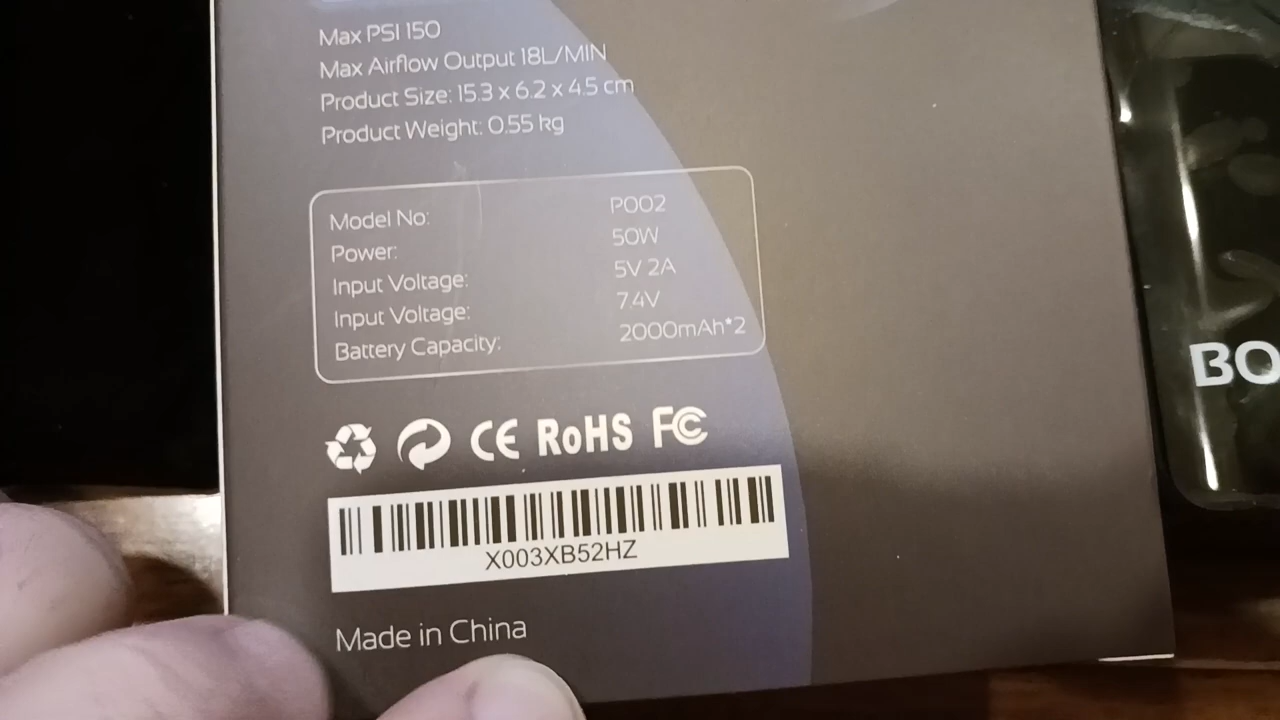 Max PSI 150
Max Airflow Output 18L/MIN
Product Size: 15.3 x 6.2 x 4.5 cm
Product Weight: 0.55 kg
Model No: P002
Power: 50W
Input Voltage: 5V 2A
Input Voltage: 7.4V
Battery Capacity: 2000mAh*2
CE RoHS FC
X003XB52HZ
Made in China
BO